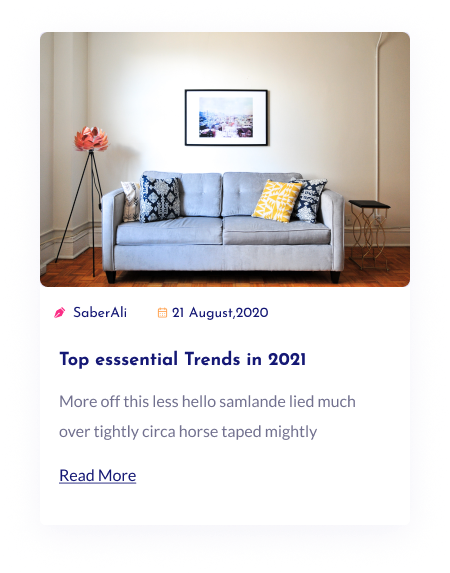 SaberAli 21 August,2020
Top esssential Trends in 2021
More off this less hello samlande lied much
over tightly circa horse taped mightly
Read More